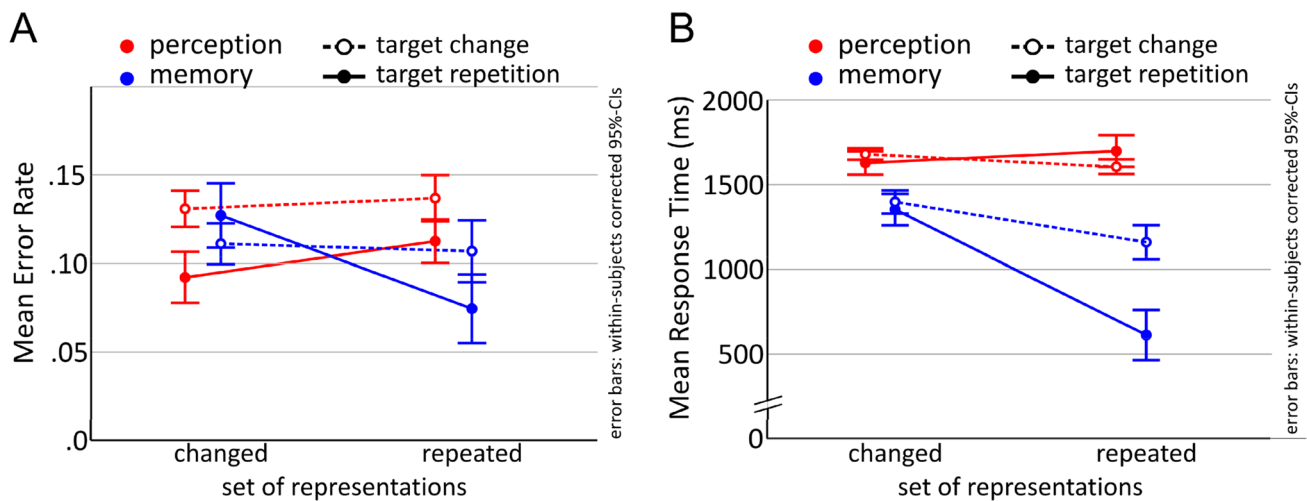 A
perception
target change
memory
target repetition
Mean Error Rate
.15
.10
.05
.0
changed
repeated
set of representations
error bars: within-subjects corrected 95%-CIs
B
perception
target change
memory
target repetition
Mean Response Time (ms)
2000
1500
1000
500
0
changed
repeated
set of representations
error bars: within-subjects corrected 95%-CIs